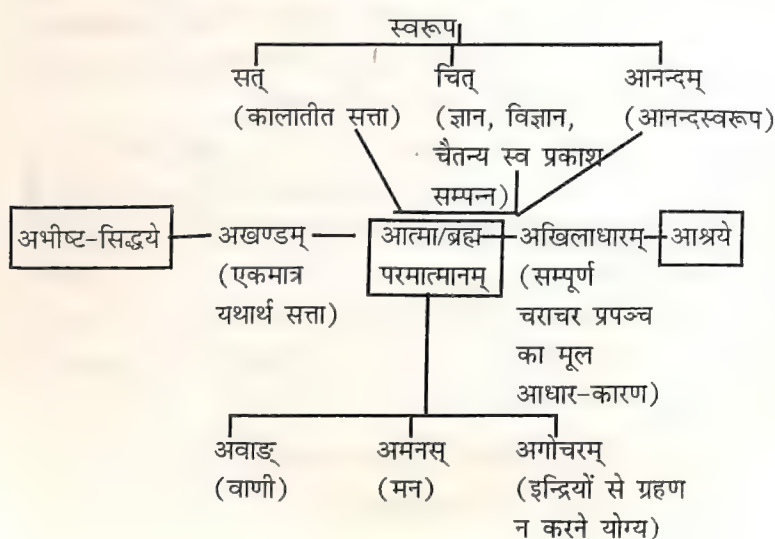 स्वरूप
सत् चित् आनन्दम्
(कालातीत सत्ता) (ज्ञान, विज्ञान, (आनन्दस्वरूप)
चैतन्य स्व प्रकाश
सम्पन्न)
अभीष्ट-सिद्धये अखण्डम् आत्मा/ब्रह्म अखिलाधारम् आश्रये
(एकमात्र परमात्मानम् (सम्पूर्ण
यथार्थ सत्ता) चराचर प्रपञ्च
का मूल
आधार-कारण)
अवाङ् अमनस् अगोचरम्
(वाणी) (मन) (इन्द्रियों से ग्रहण
न करने योग्य)